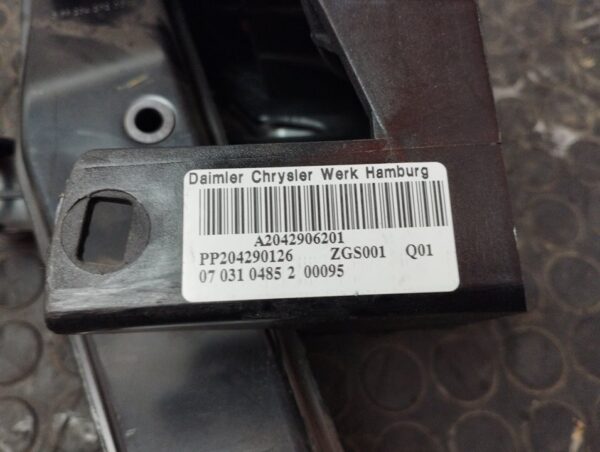 Daimler Chrysler Werk Hamburg
A2042906201
PP204290126 ZGS001 Q01
07 031 0485 2 00095